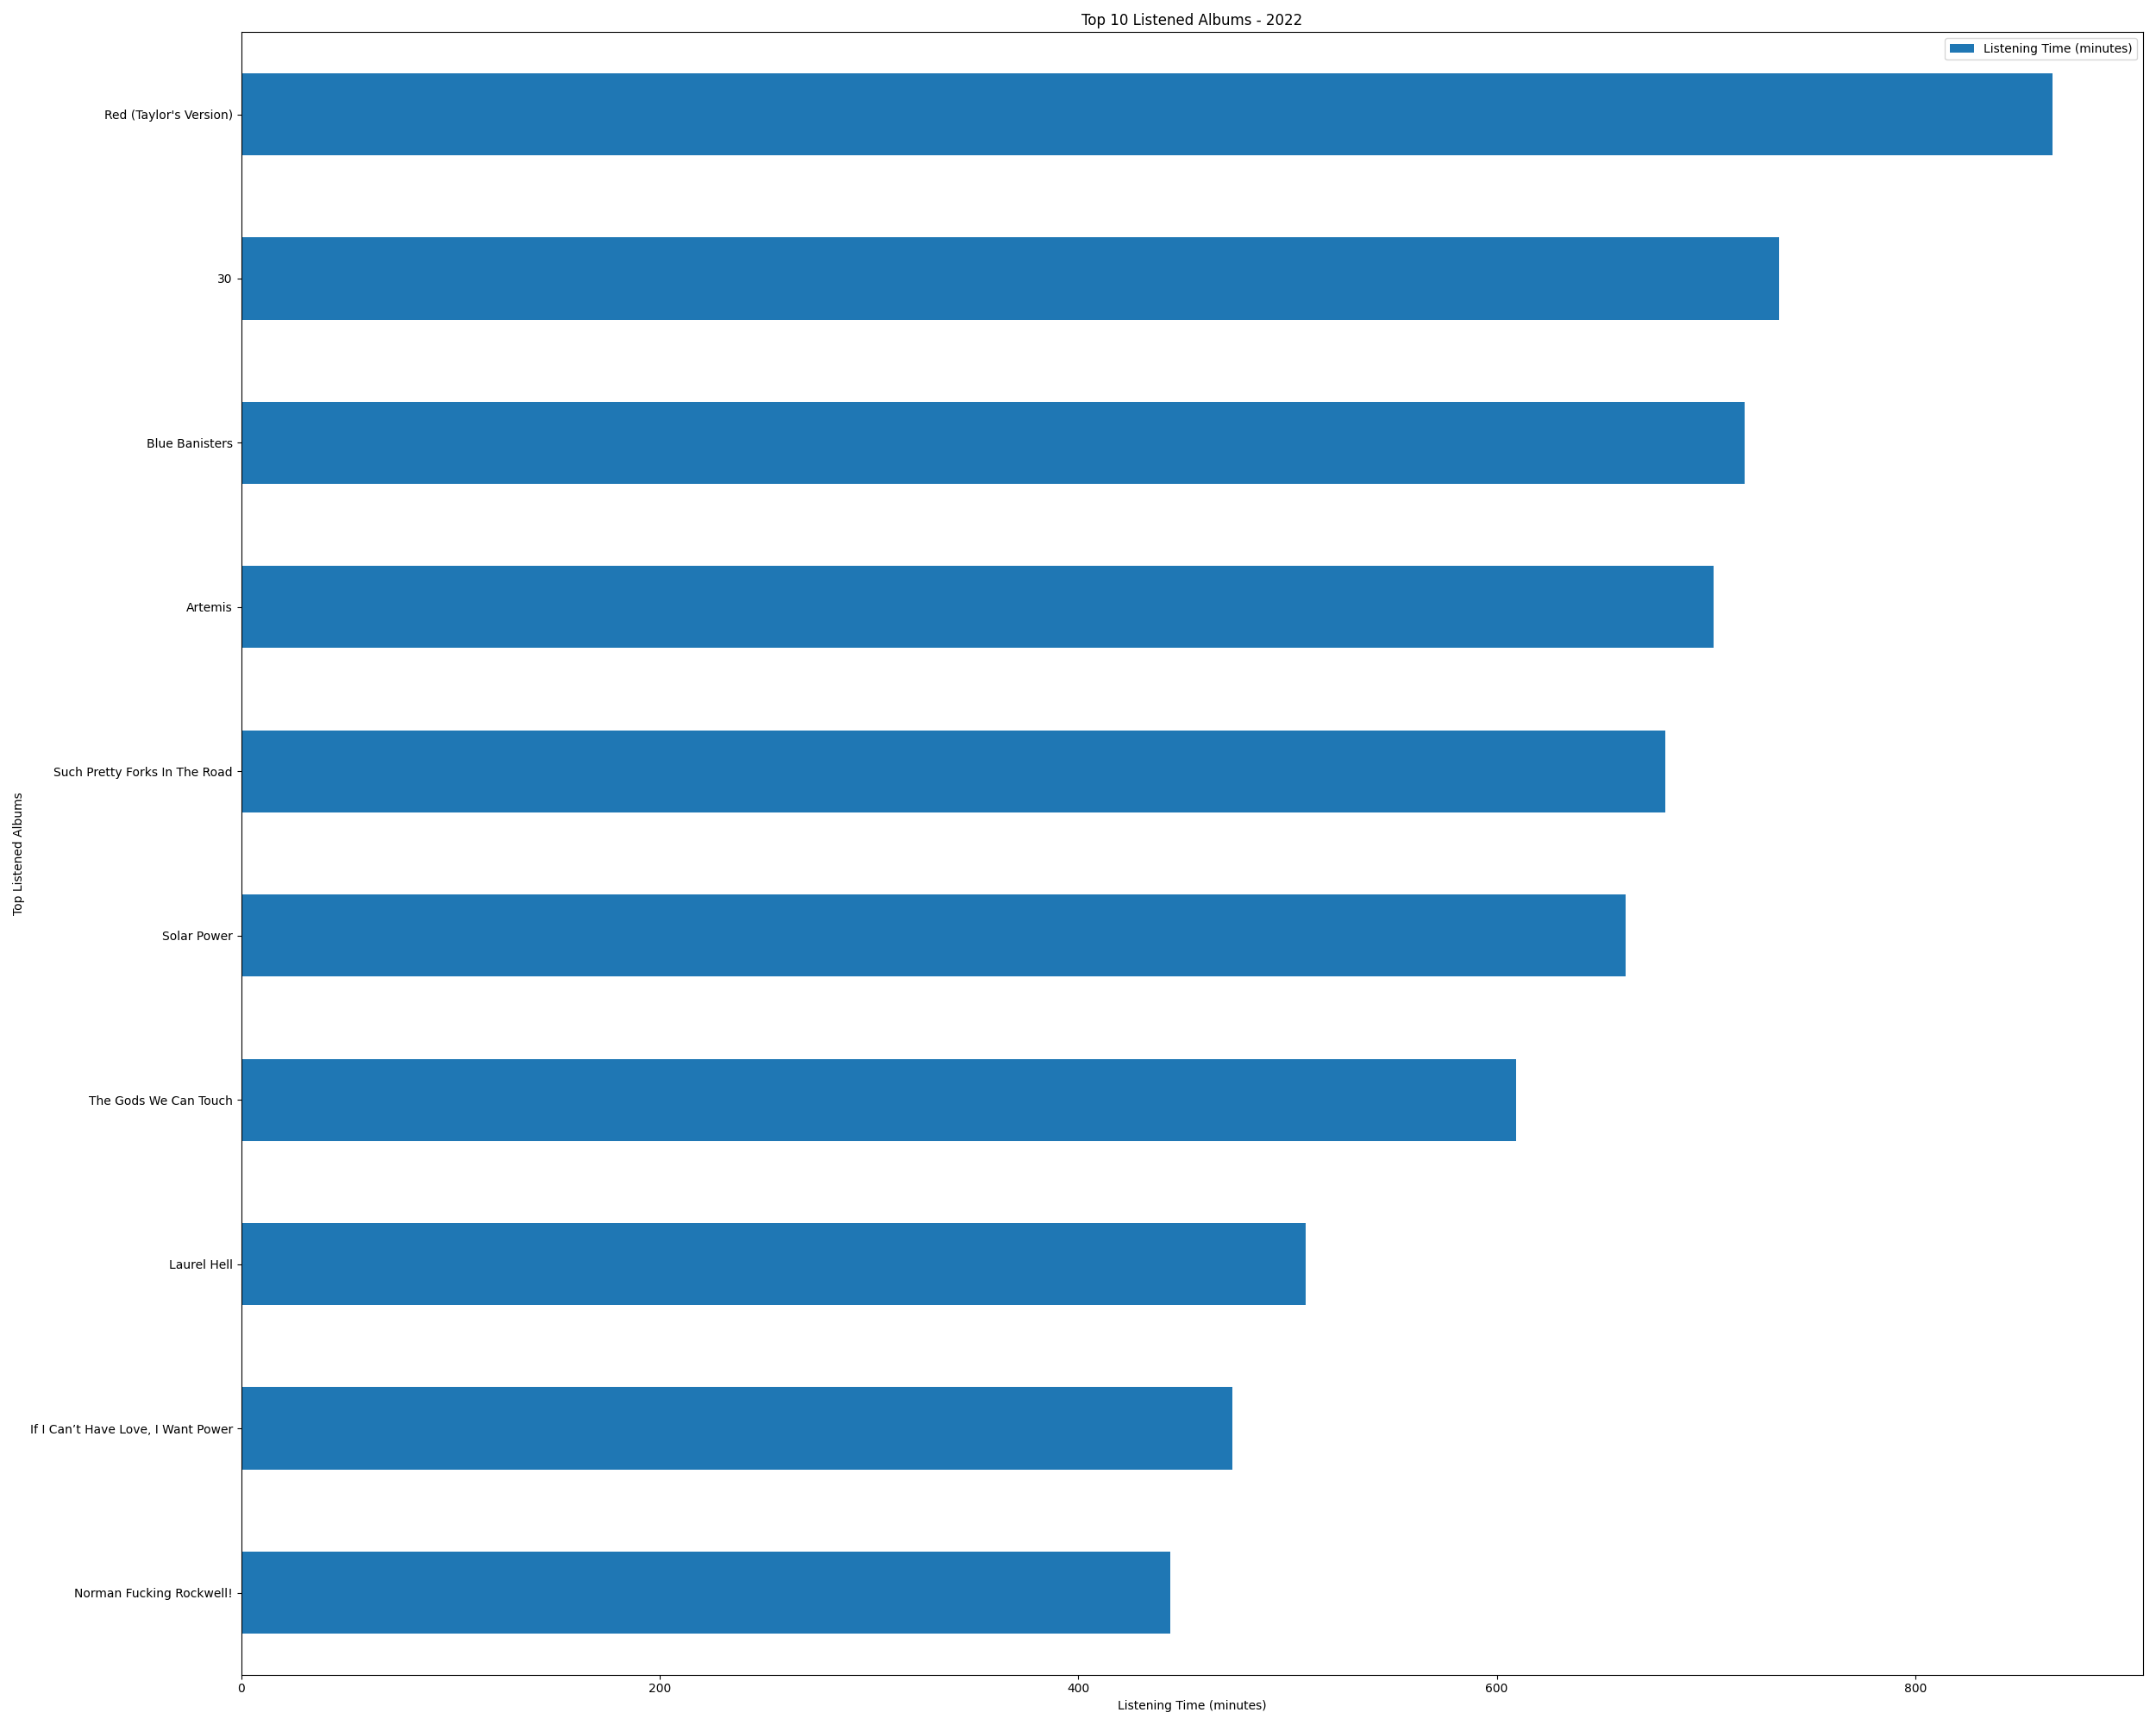 Top 10 Listened Albums - 2022
Listening Time (minutes)
Red (Taylor's Version)
30
Blue Banisters
Artemis
Such Pretty Forks In The Road
Solar Power
The Gods We Can Touch
Laurel Hell
If I Can’t Have Love, I Want Power
Norman Fucking Rockwell!
Top Listened Albums
0 200 400 600 800
Listening Time (minutes)